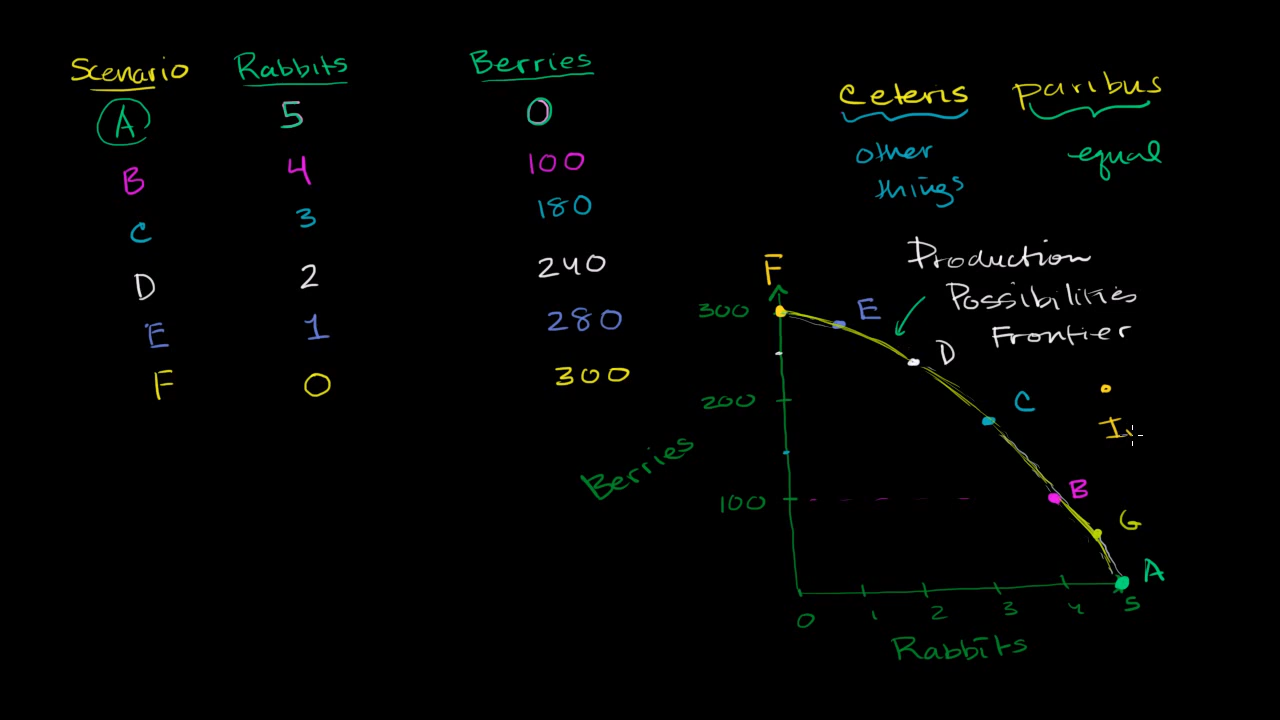 Scenario Rabbits Berries
A 5 0
B 4 100
C 3 180
D 2 240
E 1 280
F 0 300
Ceteris paribus
other equal
things
Production
Possibilities
Frontier
F
300
E
D
200
C
I
Berries
100
B
G
A
0 1 2 3 4 5
Rabbits